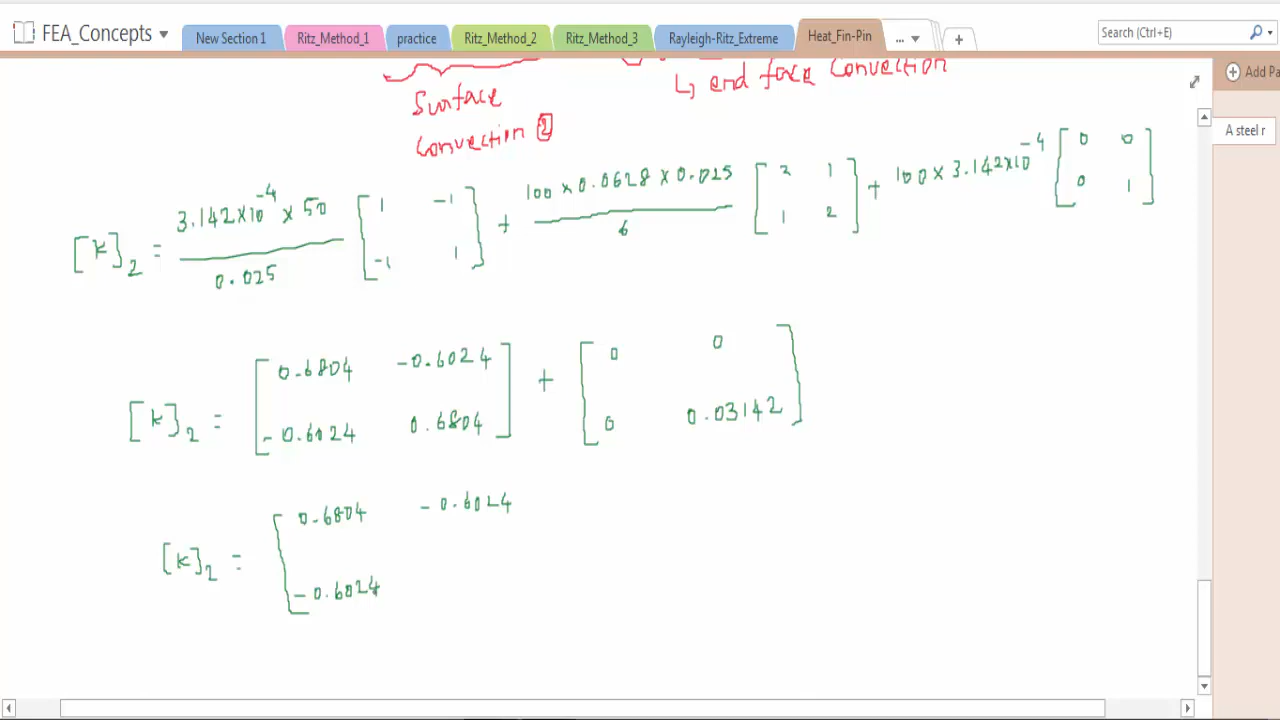 FEA_Concepts
New Section 1 Ritz_Method_1 practice Ritz_Method_2 Ritz_Method_3 Rayleigh-Ritz_Extreme Heat_Fin-Pin ... +
Search (Ctrl+E)
Add Pa
A steel r
↳ end face Convection
Surface
Convection 2
[K]₂ = 3.142×10⁻⁴ × 50 / 0.025 [1 -1; -1 1] + 100 × 0.0628 × 0.025 / 6 [2 1; 1 2] + 100 × 3.142×10⁻⁴ [0 0; 0 1]
[K]₂ = [0.6804 -0.6024; -0.6024 0.6804] + [0 0; 0 0.03142]
[K]₂ = [0.6804 -0.6024; -0.6024